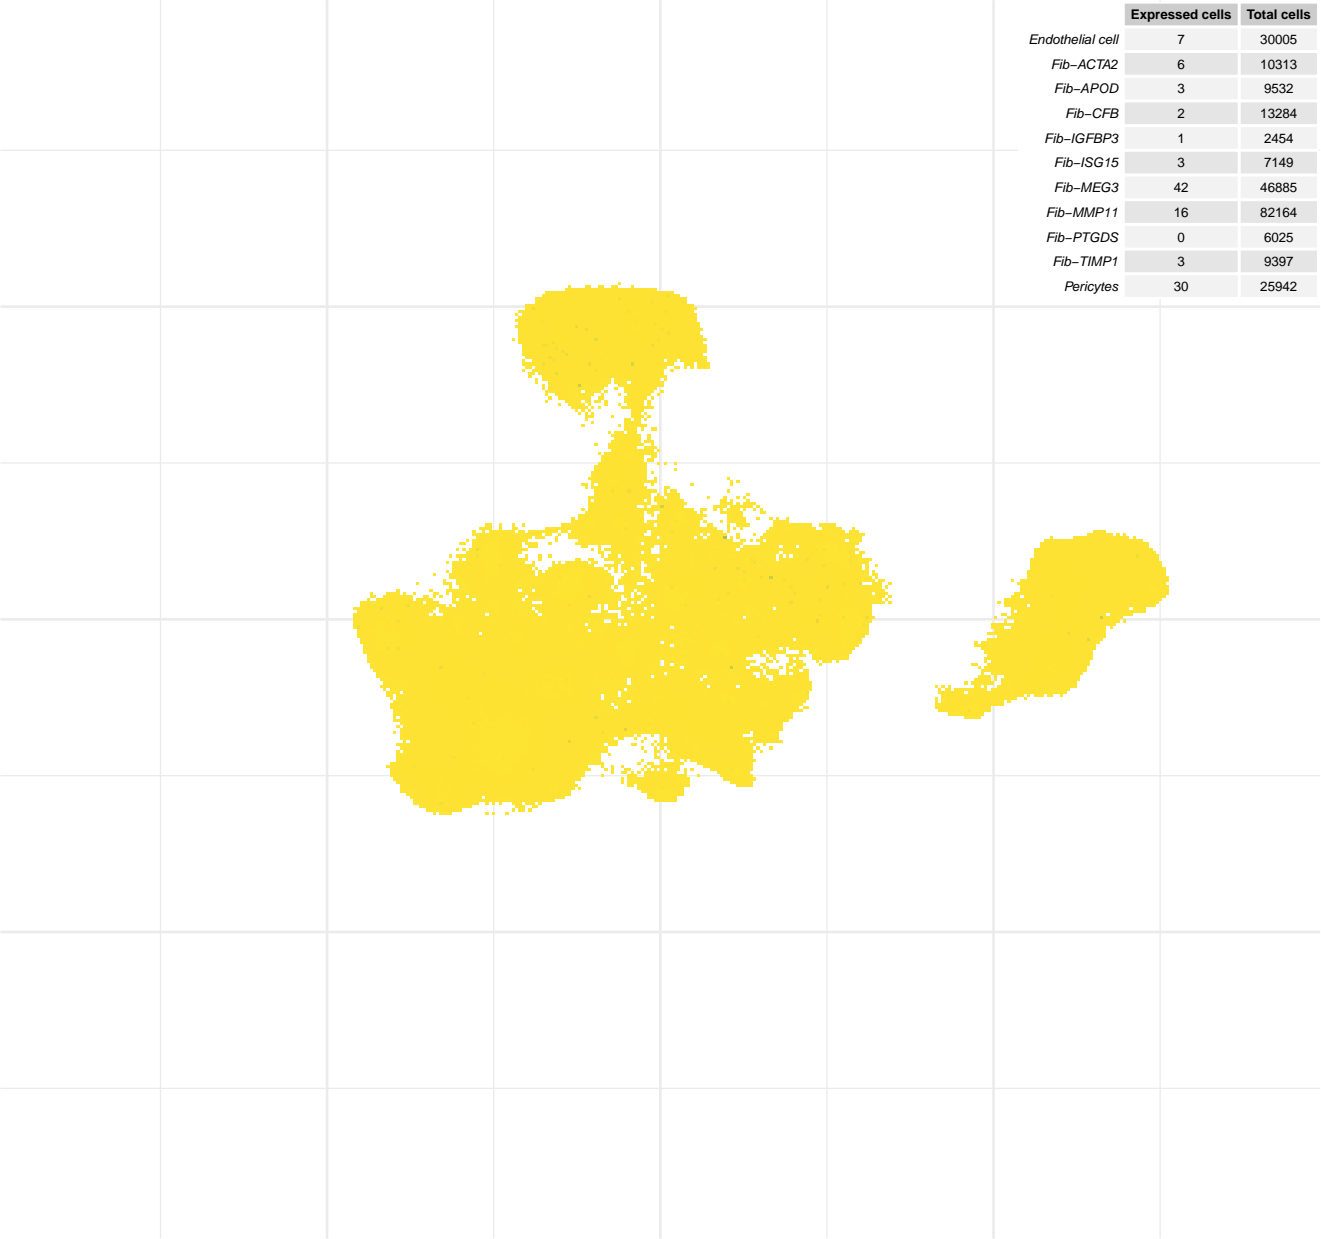 Expressed cells Total cells
Endothelial cell 7 30005
Fib−ACTA2 6 10313
Fib−APOD 3 9532
Fib−CFB 2 13284
Fib−IGFBP3 1 2454
Fib−ISG15 3 7149
Fib−MEG3 42 46885
Fib−MMP11 16 82164
Fib−PTGDS 0 6025
Fib−TIMP1 3 9397
Pericytes 30 25942